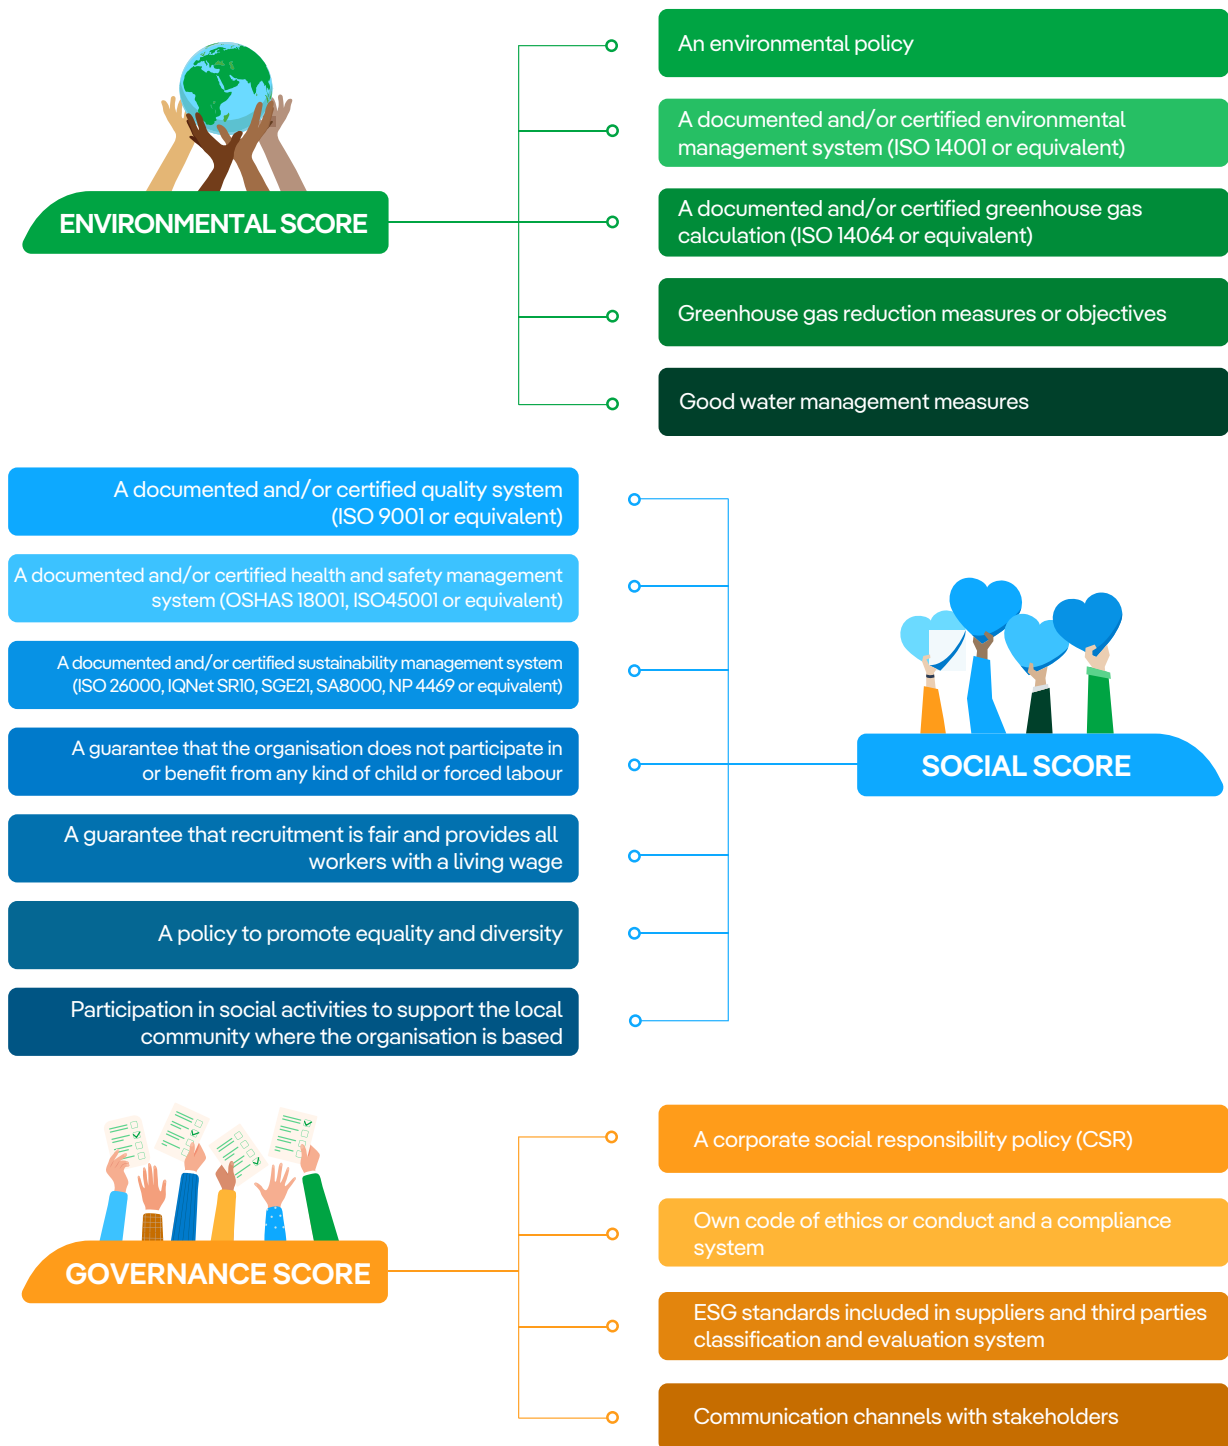 An environmental policy
A documented and/or certified environmental
management system (ISO 14001 or equivalent)
ENVIRONMENTAL SCORE
A documented and/or certified greenhouse gas
calculation (ISO 14064 or equivalent)
Greenhouse gas reduction measures or objectives
Good water management measures
A documented and/or certified quality system
(ISO 9001 or equivalent)
A documented and/or certified health and safety management
system (OSHAS 18001, ISO45001 or equivalent)
A documented and/or certified sustainability management system
(ISO 26000, IQNet SR10, SGE21, SA8000, NP 4469 or equivalent)
A guarantee that the organisation does not participate in
or benefit from any kind of child or forced labour
SOCIAL SCORE
A guarantee that recruitment is fair and provides all
workers with a living wage
A policy to promote equality and diversity
Participation in social activities to support the local
community where the organisation is based
A corporate social responsibility policy (CSR)
Own code of ethics or conduct and a compliance
system
GOVERNANCE SCORE
ESG standards included in suppliers and third parties
classification and evaluation system
Communication channels with stakeholders